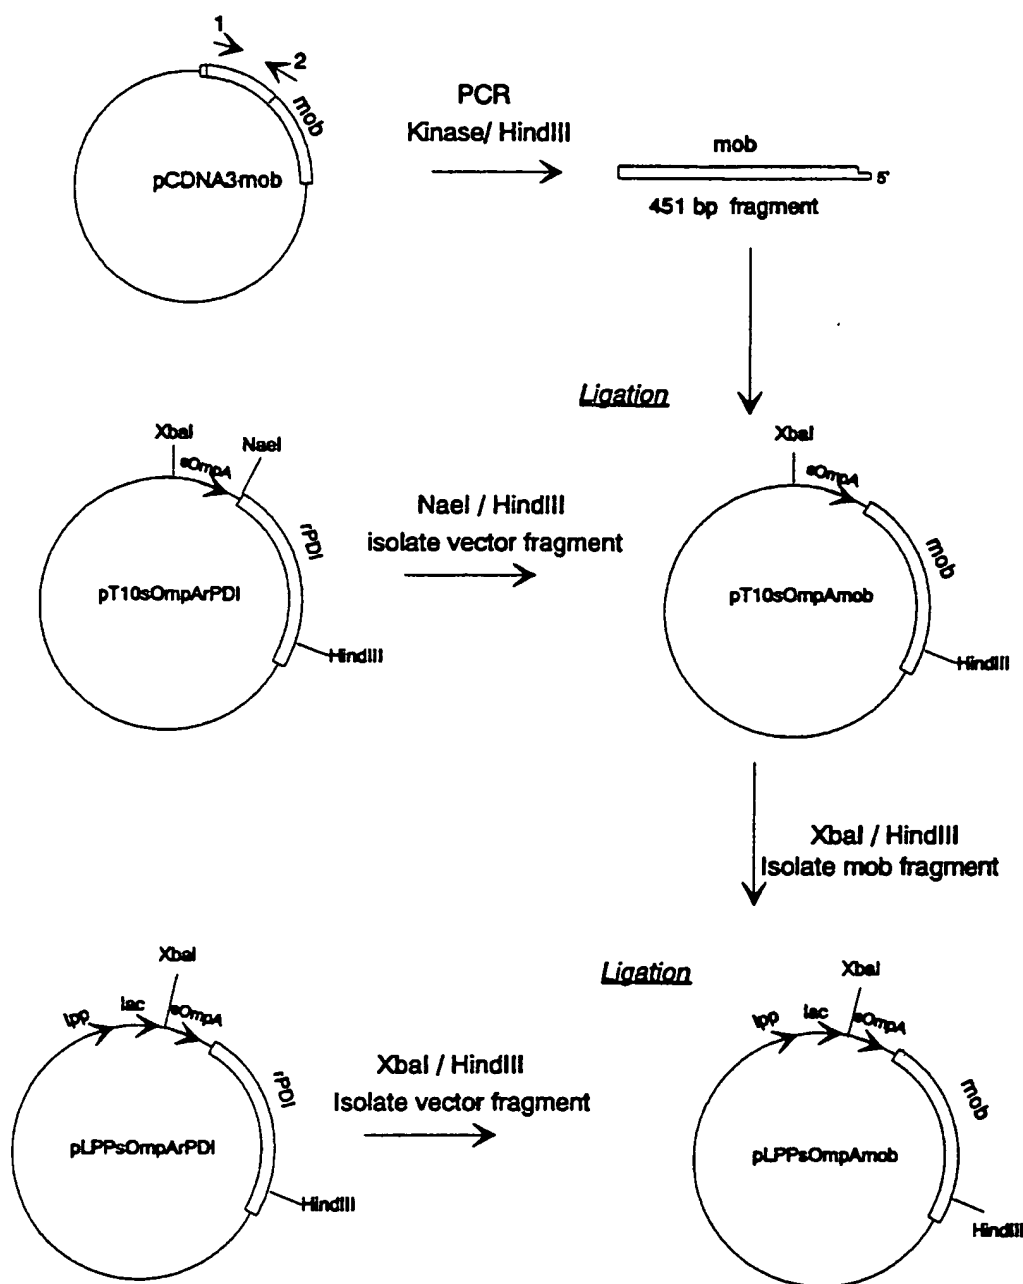 1
2
mob
pCDNA3mob
PCR
Kinase/ HindIII
mob
5'
451 bp fragment
Ligation
XbaI
sOmpA
NaeI
rPDI
pT10sOmpArPDI
HindIII
NaeI / HindIII
isolate vector fragment
XbaI
sOmpA
mob
pT10sOmpAmob
HindIII
XbaI / HindIII
Isolate mob fragment
Ligation
XbaI
lpp
lac
sOmpA
rPDI
pLPPsOmpArPDI
HindIII
XbaI / HindIII
Isolate vector fragment
XbaI
lpp
lac
sOmpA
mob
pLPPsOmpAmob
HindIII